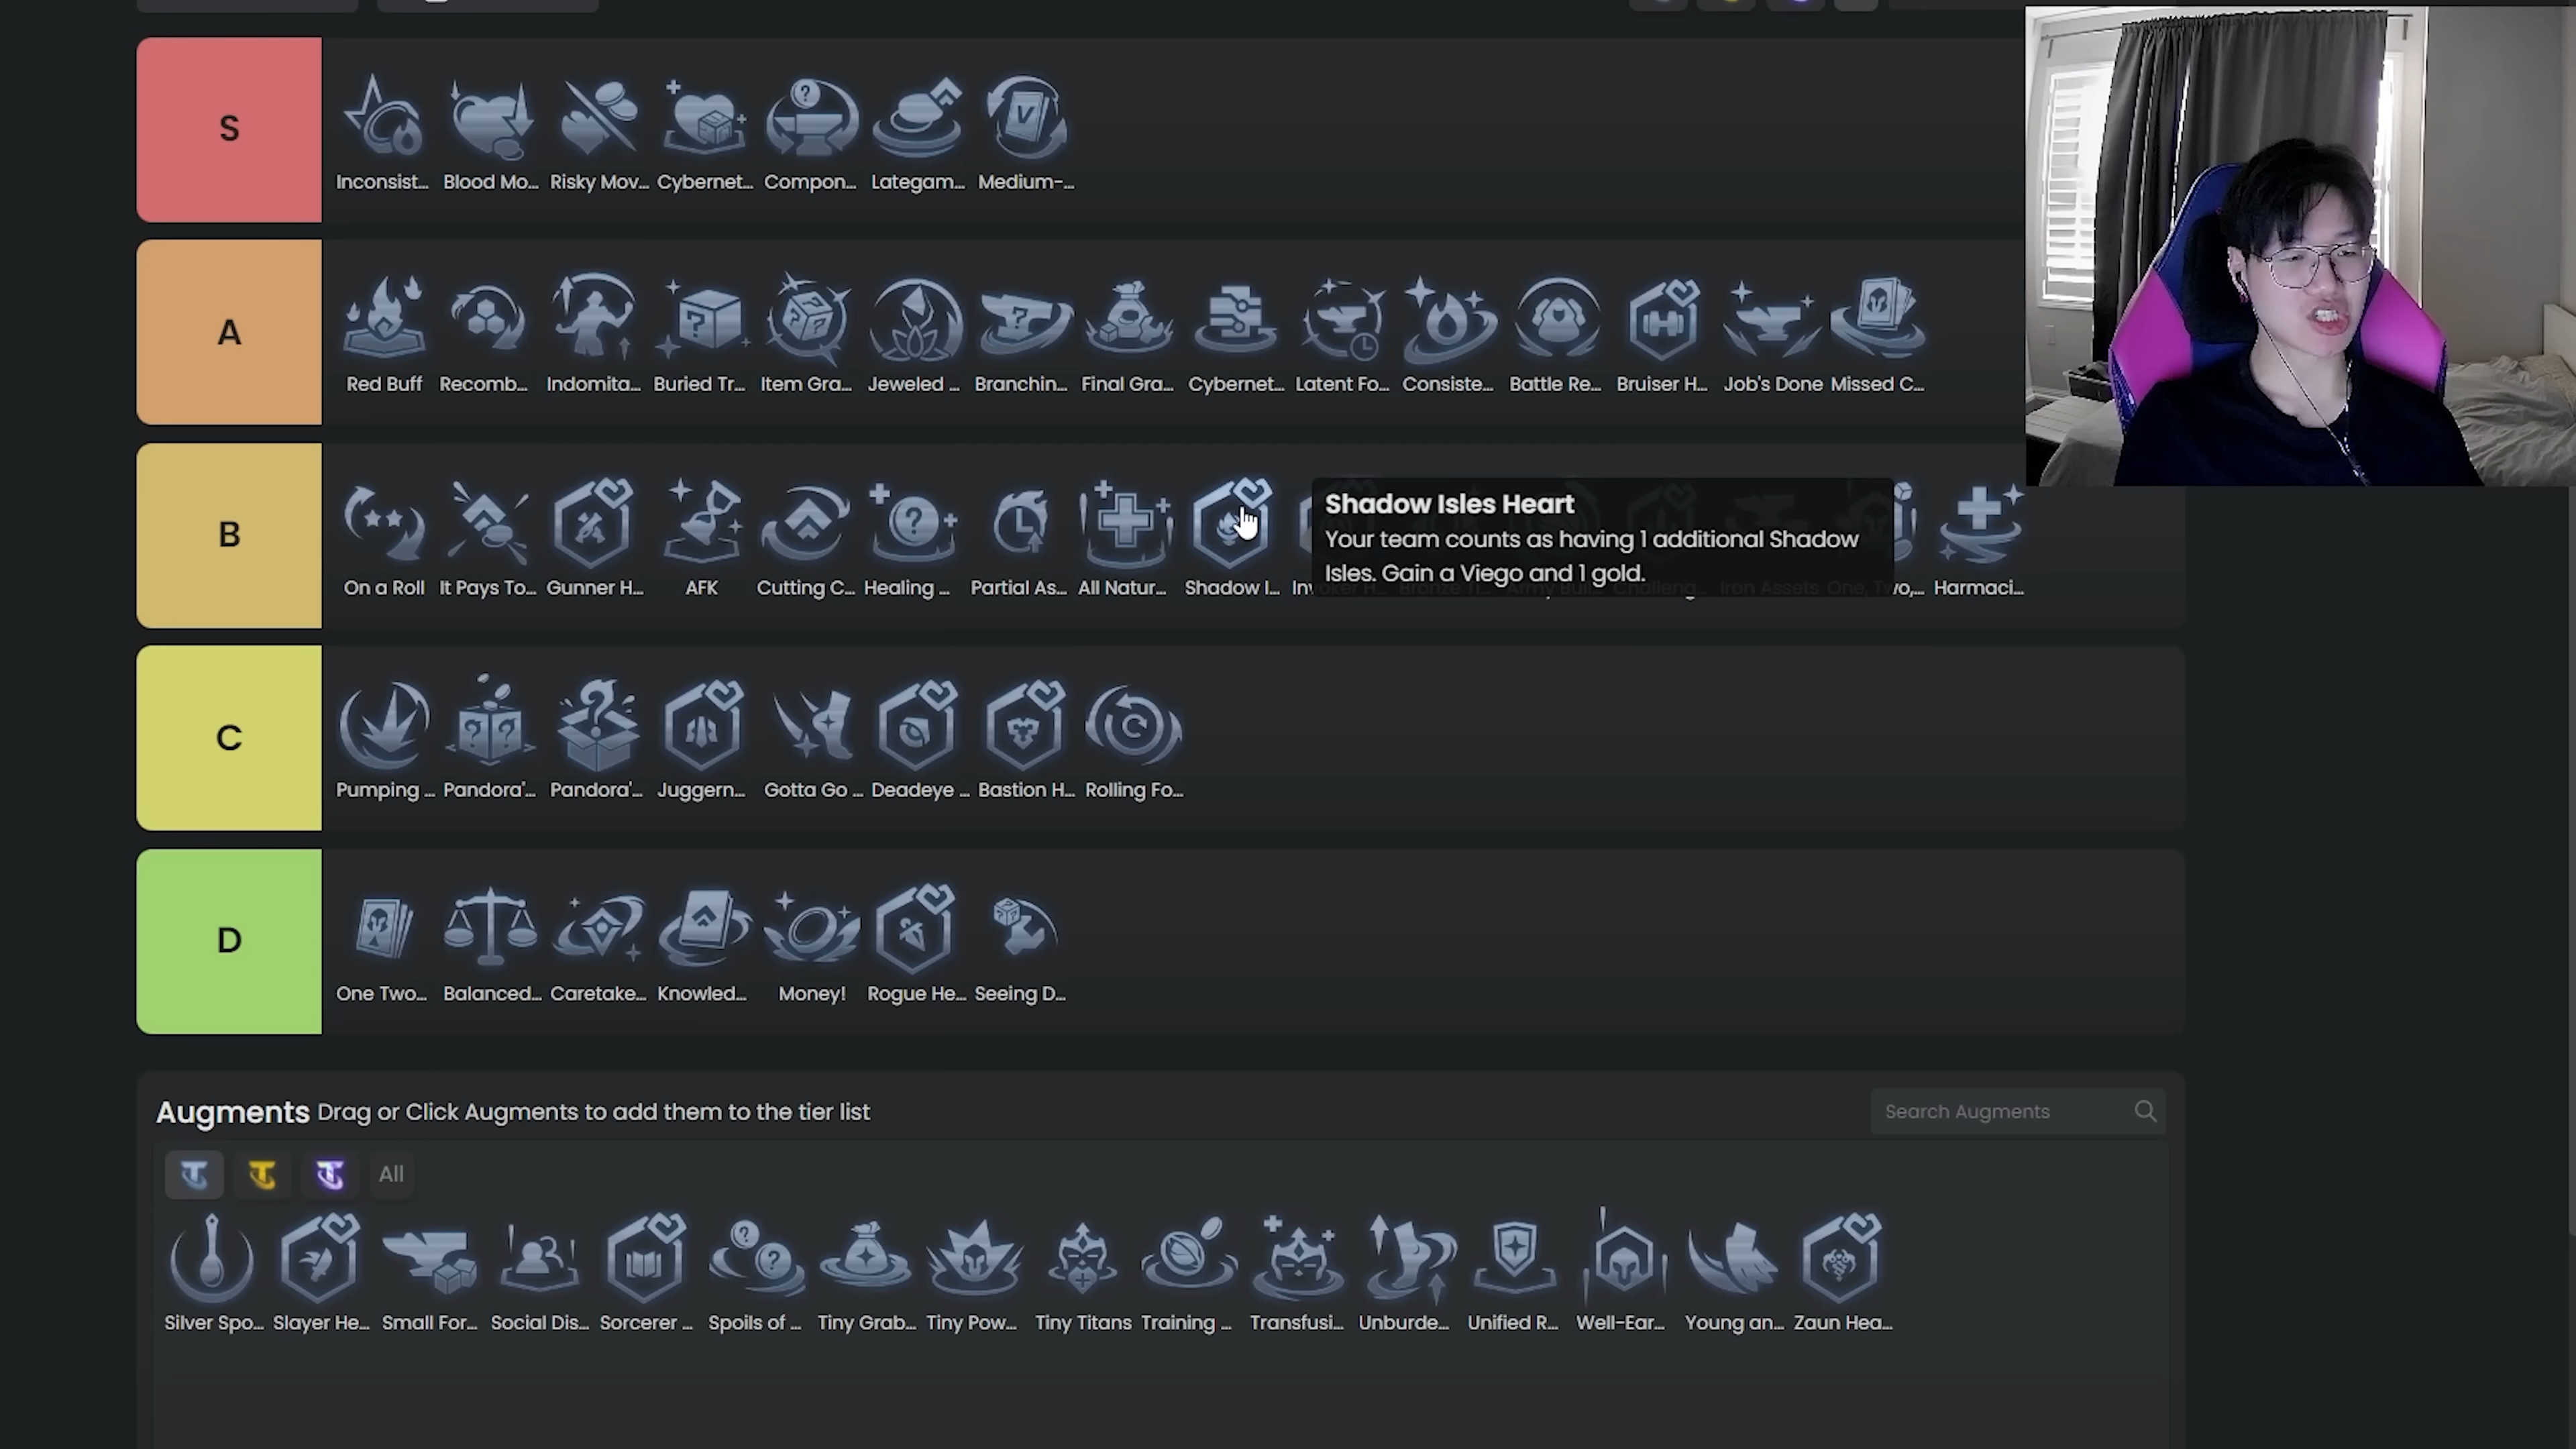 S
Inconsist... Blood Mo... Risky Mov... Cybernet... Compon... Lategam... Medium-...
A
Red Buff Recomb... Indomita... Buried Tr... Item Gra... Jeweled ... Branchin... Final Gra... Cybernet... Latent Fo... Consiste... Battle Re... Bruiser H... Job's Done Missed C...
B
On a Roll It Pays To... Gunner H... AFK Cutting C... Healing ... Partial As... All Natur... Shadow I... Harmaci...
Shadow Isles Heart
Your team counts as having 1 additional Shadow
Isles. Gain a Viego and 1 gold.
C
Pumping ... Pandora'... Pandora'... Juggern... Gotta Go ... Deadeye ... Bastion H... Rolling Fo...
D
One Two... Balanced... Caretake... Knowled... Money! Rogue He... Seeing D...
Augments Drag or Click Augments to add them to the tier list
Search Augments
All
Silver Spo... Slayer He... Small For... Social Dis... Sorcerer ... Spoils of ... Tiny Grab... Tiny Pow... Tiny Titans Training ... Transfusi... Unburde... Unified R... Well-Ear... Young an... Zaun Hea...